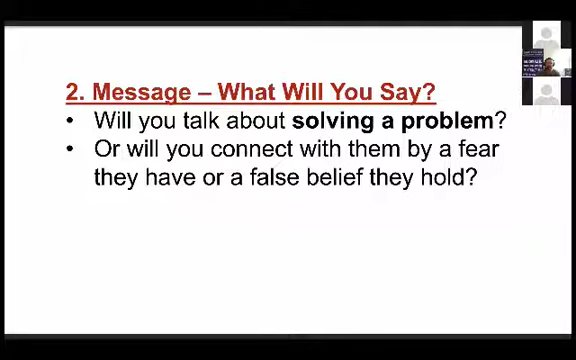 2. Message – What Will You Say?
• Will you talk about solving a problem?
• Or will you connect with them by a fear
they have or a false belief they hold?